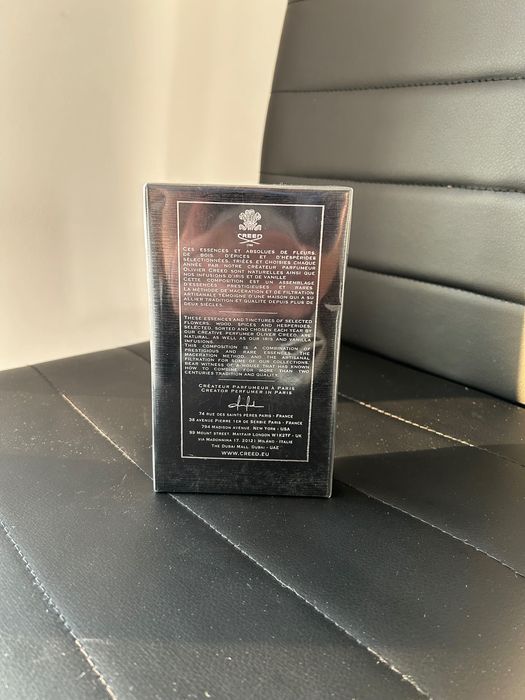 CREED
CES ESSENCES ET ABSOLUES DE FLEURS,
DE BOIS D'ÉPICES ET D'HESPÉRIDES
SÉLECTIONNÉES, TRIÉES, ET CHOISIES CHAQUE
ANNÉE PAR NOTRE CRÉATEUR PARFUMEUR
OLIVIER CREED SONT NATURELLES AINSI QUE
NOS INFUSIONS D'IRIS ET DE VANILLE
CETTE COMPOSITION EST UN ASSEMBLAGE
D'ESSENCES PRESTIGIEUSES ET RARES
LA MÉTHODE DE MACÉRATION ET DE FILTRATION
ARTISANALE TÉMOIGNE D'UNE MAISON QUI A SU
ALLIER TRADITION ET QUALITÉ DEPUIS PLUS DE
DEUX SIÈCLES.
THESE ESSENCES AND TINCTURES OF SELECTED
FLOWERS, WOOD, SPICES AND HESPERIDES,
SELECTED, SORTED AND CHOSEN EACH YEAR BY
OUR CREATIVE PERFUMER OLIVIER CREED, ARE
NATURAL, AS WELL AS OUR IRIS AND VANILLA
INFUSIONS.
THIS COMPOSITION IS A COMBINATION OF
PRESTIGIOUS AND RARE ESSENCES. THE
MACERATION METHOD, AND THE ARTISANAL
FILTRATION FOR SOME OF OUR COLLECTIONS,
BEAR WITNESS OF A HOUSE THAT HAS KNOWN
HOW TO COMBINE FOR MORE THAN TWO
CENTURIES TRADITION AND QUALITY.
CRÉATEUR PARFUMEUR À PARIS
CREATOR PERFUMER IN PARIS
74 RUE DES SAINTS PÈRES PARIS - FRANCE
38 AVENUE PIERRE 1ER DE SERBIE PARIS - FRANCE
794 MADISON AVENUE. NEW YORK - USA
99 MOUNT STREET. MAYFAIR LONDON W1K2TF - UK
VIA MADONNINA 17. 20121 MILANO - ITALIE
THE DUBAI MALL. DUBAI - UAE
WWW.CREED.EU